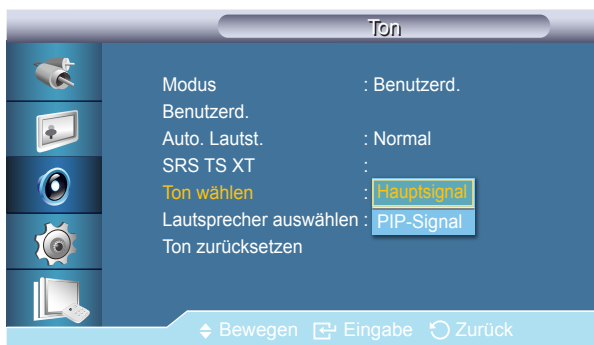 Ton
Modus : Benutzerd.
Benutzerd.
Auto. Lautst. : Normal
SRS TS XT :
Ton wählen : Hauptsignal
Lautsprecher auswählen : PIP-Signal
Ton zurücksetzen
Bewegen Eingabe Zurück